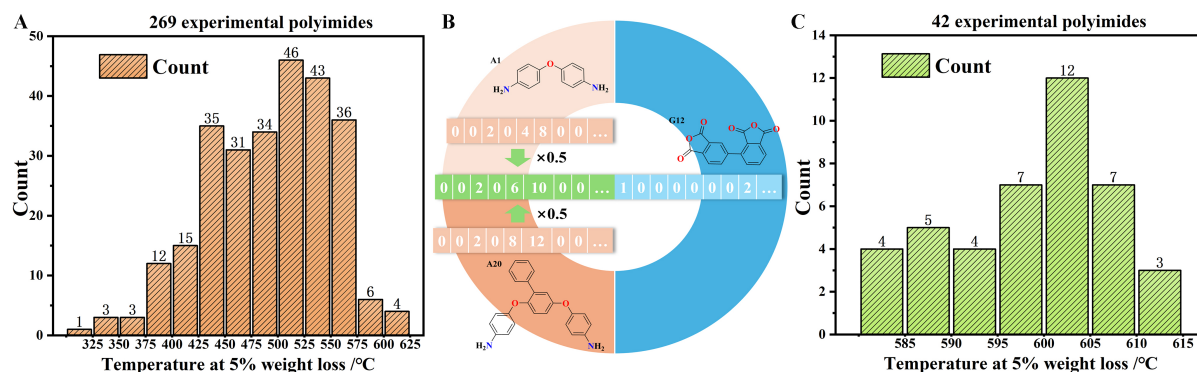 A
269 experimental polyimides
50
40
30
20
10
0
Count
Count
1
3
3
12
15
35
31
34
46
43
36
6
4
325 350 375 400 425 450 475 500 525 550 575 600 625
Temperature at 5% weight loss /°C
B
A1
O
H₂N
NH₂
0 0 2 0 4 8 0 0 ...
×0.5
0 0 2 0 6 10 0 0 ... 1 0 0 0 0 0 0 2 ...
×0.5
0 0 2 0 8 12 0 0 ...
A20
O
O
H₂N
NH₂
G12
O
O
O
O
O
O
C
42 experimental polyimides
14
12
10
8
6
4
2
0
Count
Count
4
5
4
7
12
7
3
585 590 595 600 605 610 615
Temperature at 5% weight loss /°C